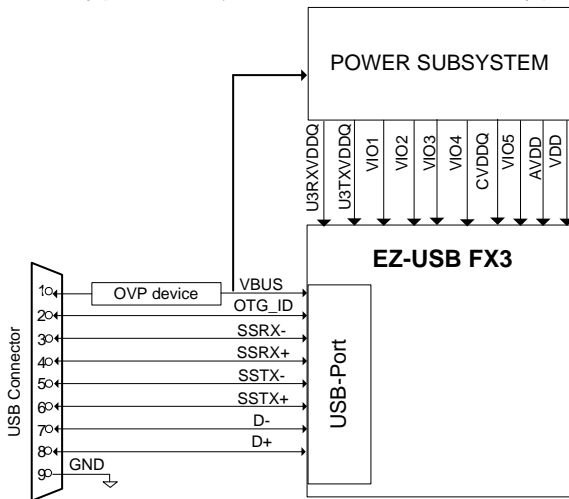 POWER SUBSYSTEM
U3RXVDDQ
U3TXVDDQ
VIO1
VIO2
VIO3
VIO4
CVDDQ
VIO5
AVDD
VDD
EZ-USB FX3
USB Connector
1
OVP device
VBUS
2
OTG_ID
3
SSRX-
4
SSRX+
5
SSTX-
6
SSTX+
7
D-
8
D+
9
GND
USB-Port